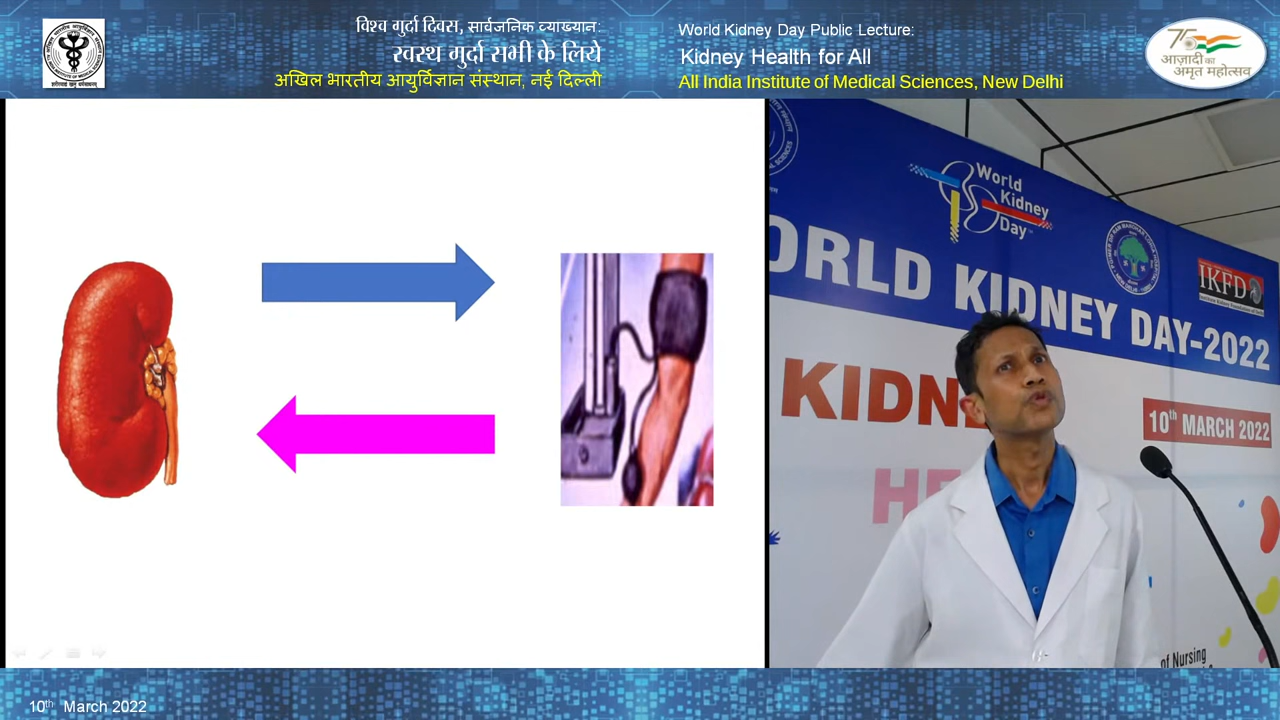 विश्व गुर्दा दिवस, सार्वजनिक व्याख्यान:
स्वस्थ गुर्दा सभी के लिये
अखिल भारतीय आयुर्विज्ञान संस्थान, नई दिल्ली
World Kidney Day Public Lecture:
Kidney Health for All
All India Institute of Medical Sciences, New Delhi
75
आज़ादी का
अमृत महोत्सव
World
Kidney
Day
IKFD
ORLD KIDNEY DAY-2022
KIDN
10th MARCH 2022
HE
of Nursing
10th March 2022